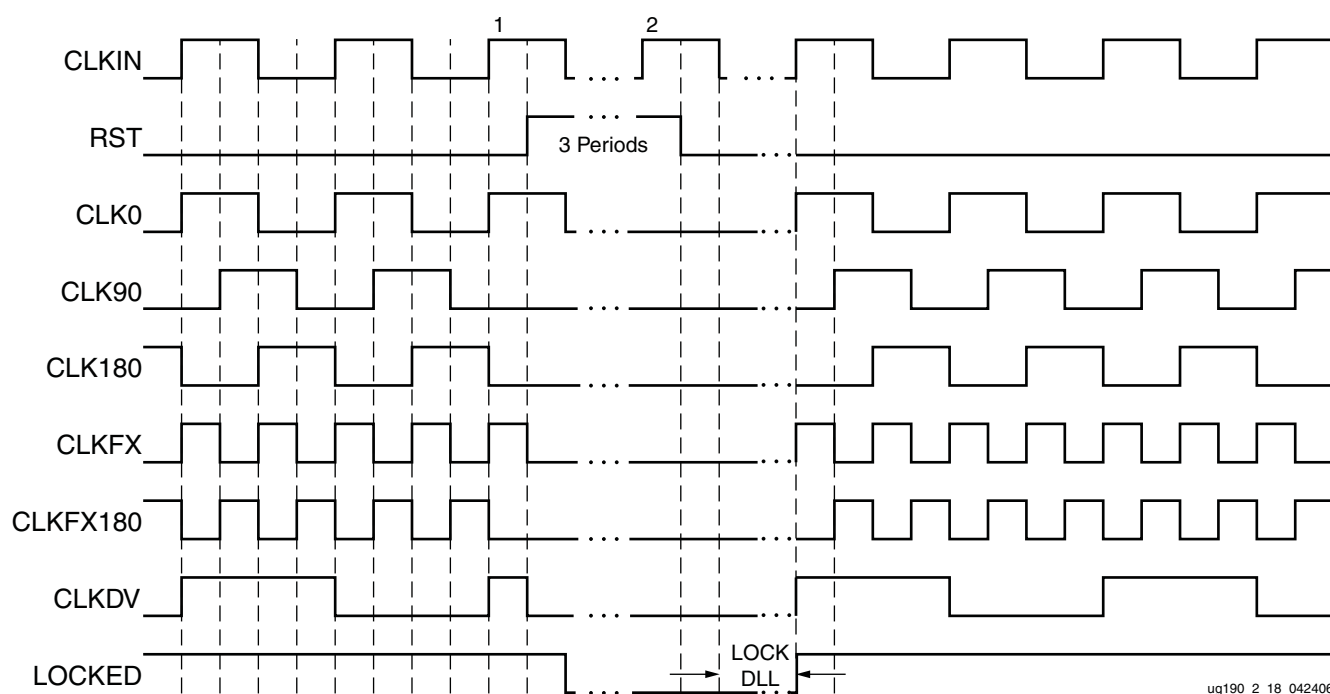 1 2
CLKIN
RST
3 Periods
CLK0
CLK90
CLK180
CLKFX
CLKFX180
CLKDV
LOCKED
LOCK
DLL
ug190_2_18_042406